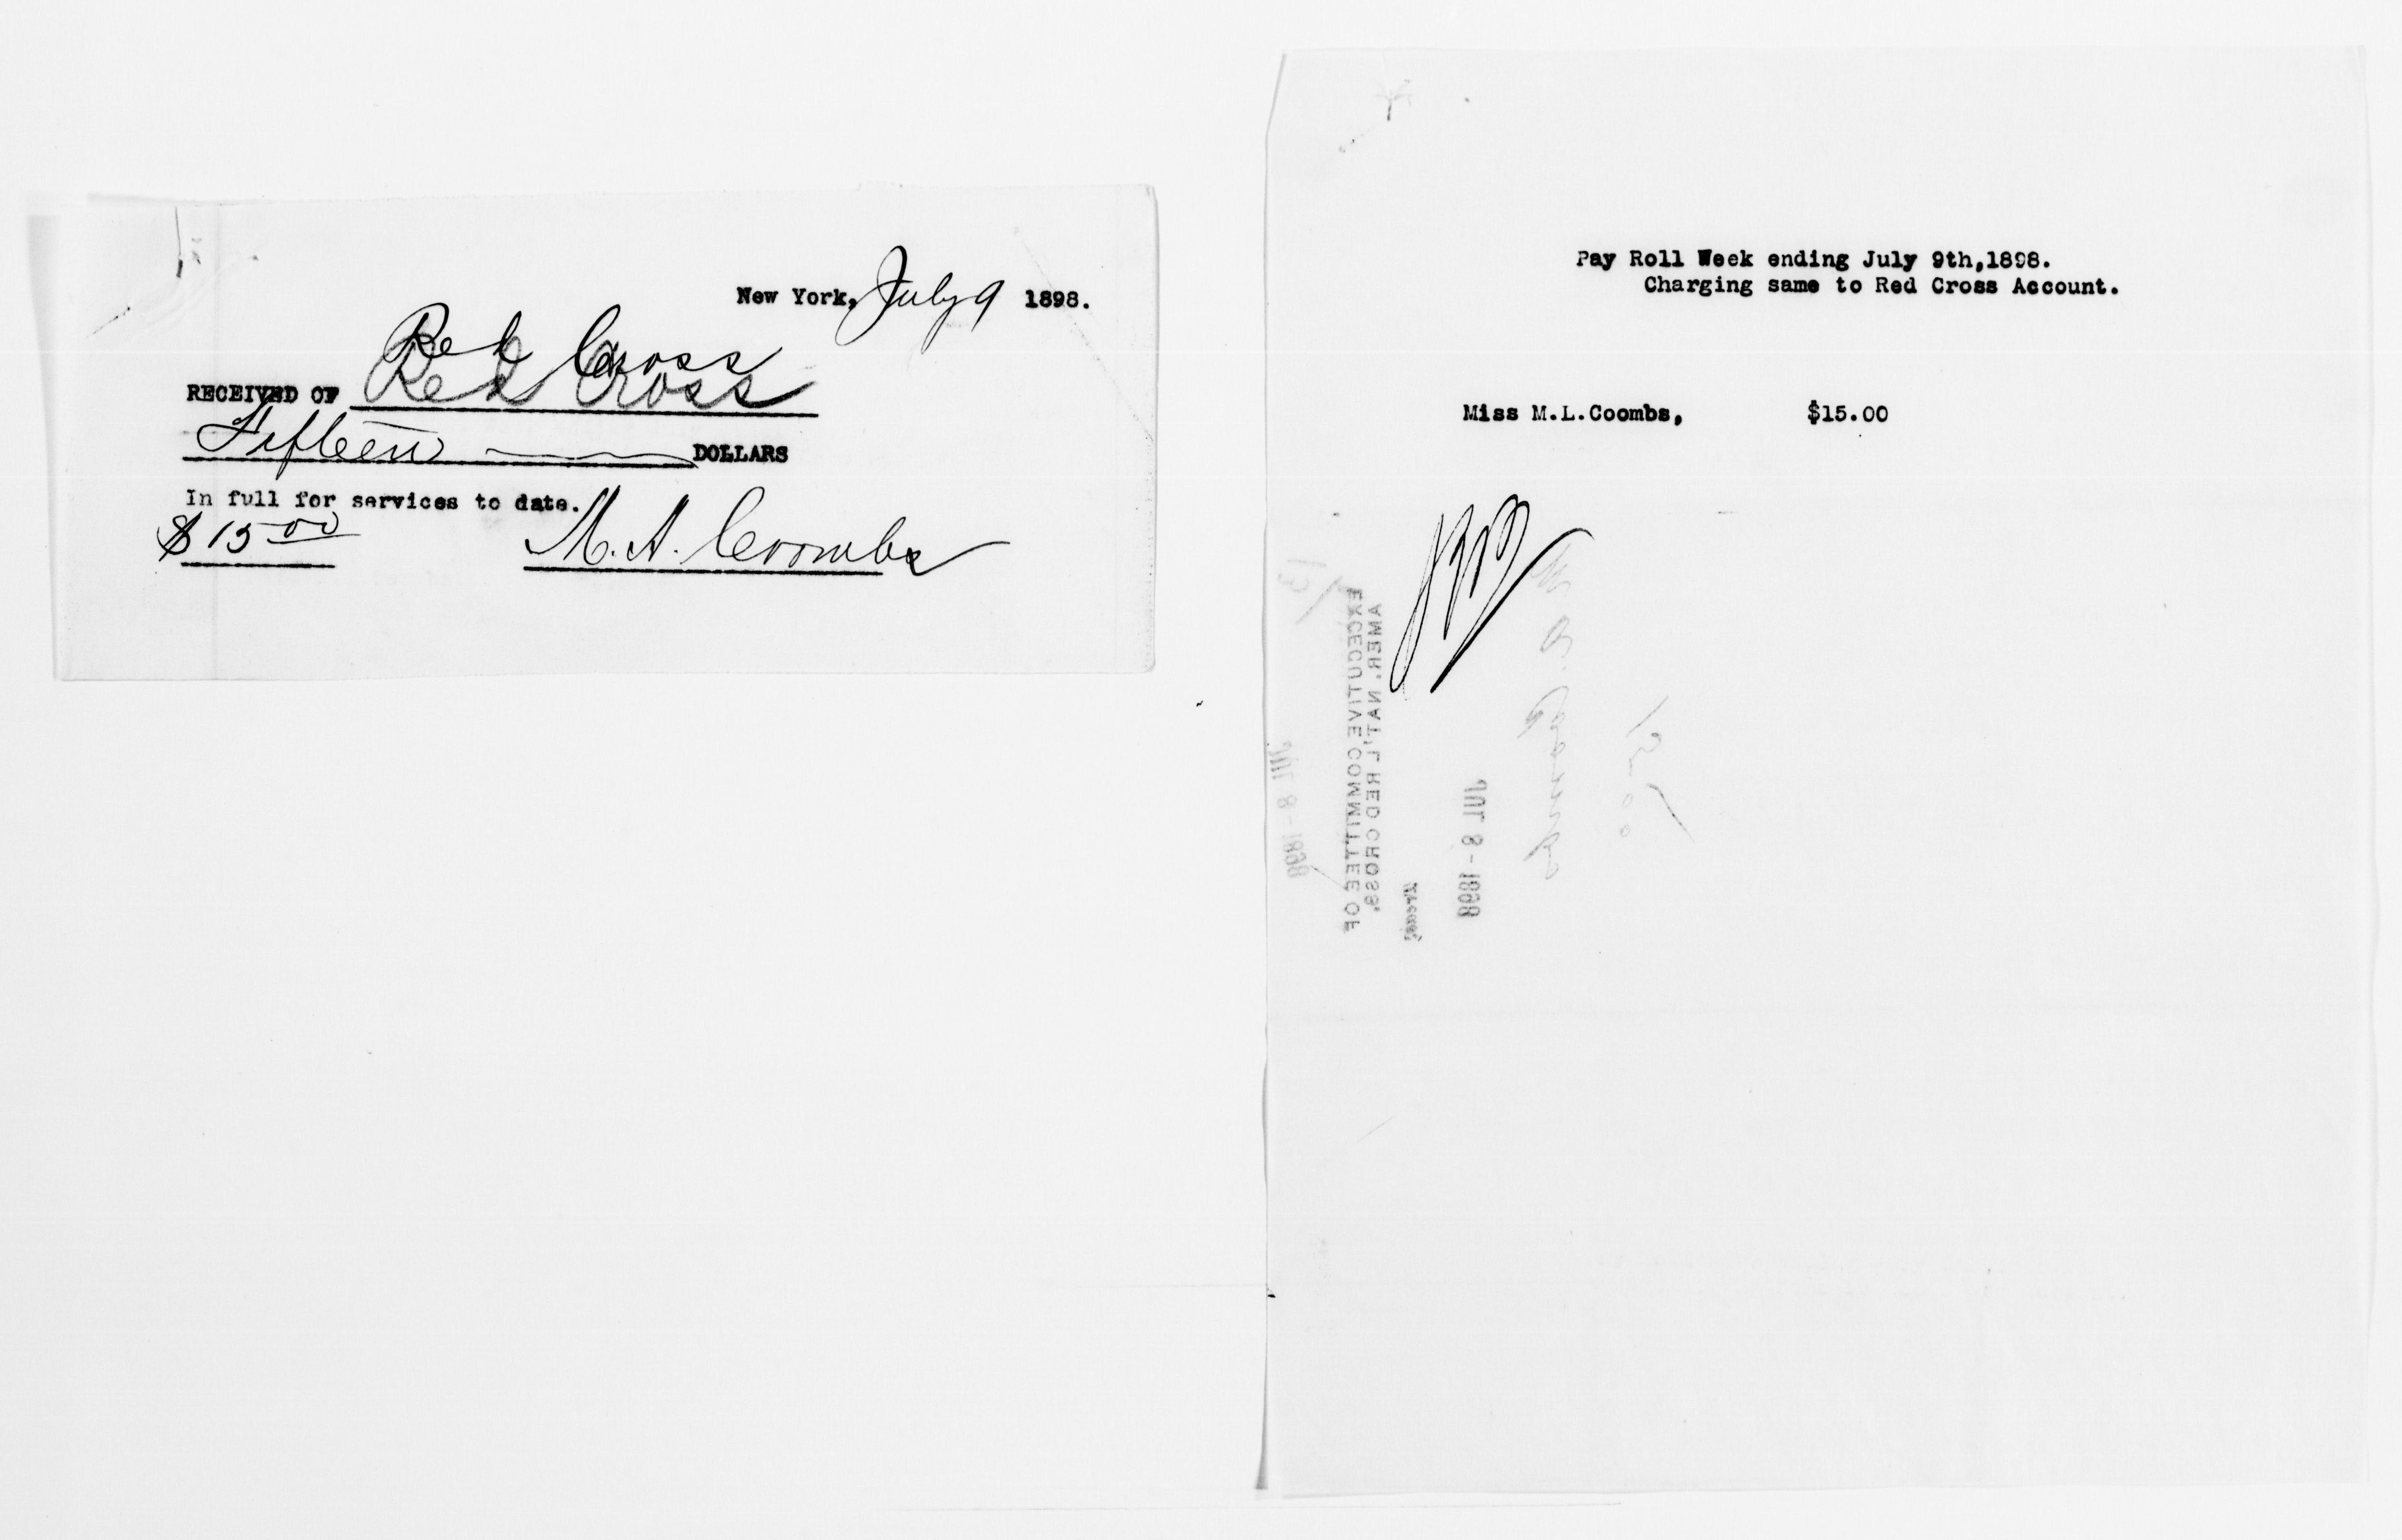 New York, July 9 1898.
Red Cross
RECEIVED OF Red Cross
Fifteen DOLLARS
In full for services to date.
$15 00 M. A. Coombs
Pay Roll Week ending July 9th,1898.
Charging same to Red Cross Account.
Miss M.L.Coombs, $15.00
EXCECUTIVE COMMITTEE OF
AMER. NAT'L RED CROSS.
JUL 8-1898
JUL 8-1898
M. A. Coombs